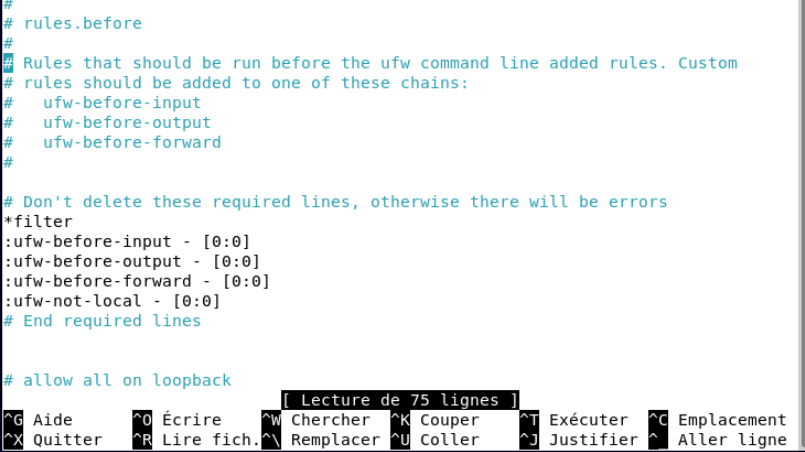 #
# rules.before
#
# Rules that should be run before the ufw command line added rules. Custom
# rules should be added to one of these chains:
#   ufw-before-input
#   ufw-before-output
#   ufw-before-forward
#
# Don't delete these required lines, otherwise there will be errors
*filter
:ufw-before-input - [0:0]
:ufw-before-output - [0:0]
:ufw-before-forward - [0:0]
:ufw-not-local - [0:0]
# End required lines
# allow all on loopback
[ Lecture de 75 lignes ]
^G Aide ^O Écrire ^W Chercher ^K Couper ^T Exécuter ^C Emplacement
^X Quitter ^R Lire fich. ^\ Remplacer ^U Coller ^J Justifier ^_ Aller ligne